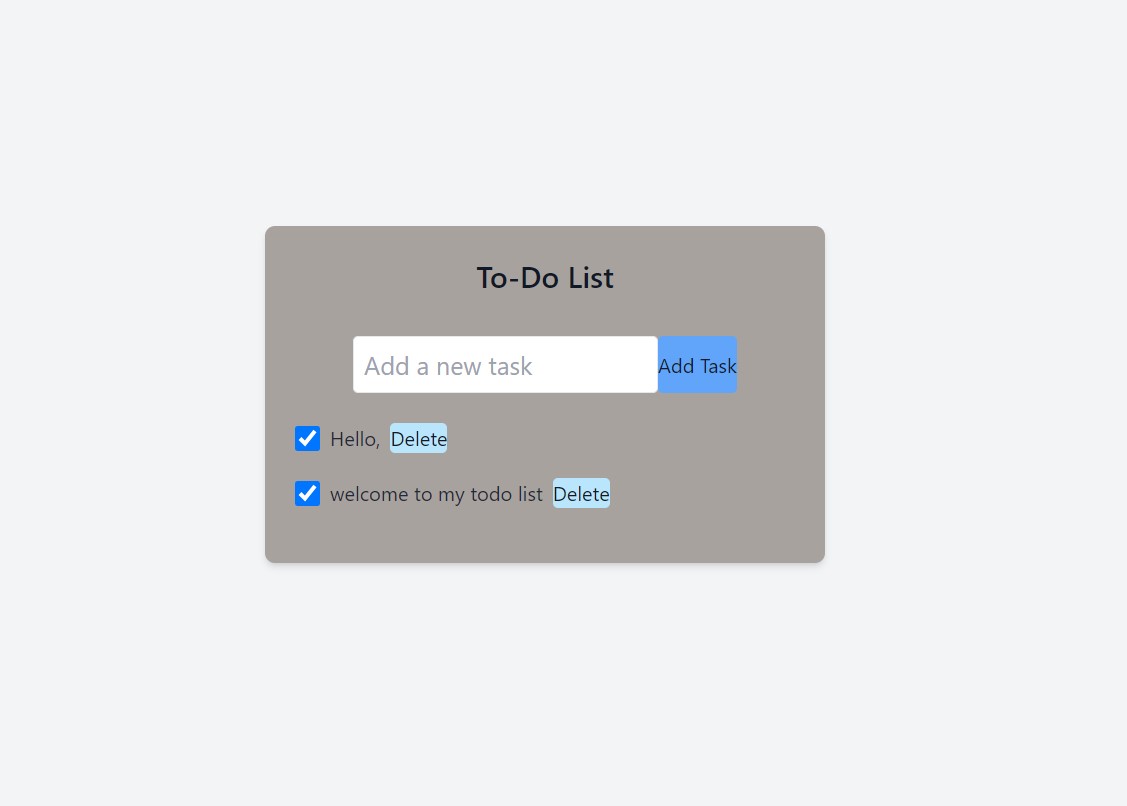 To-Do List
Add a new task Add Task
Hello, Delete
welcome to my todo list Delete